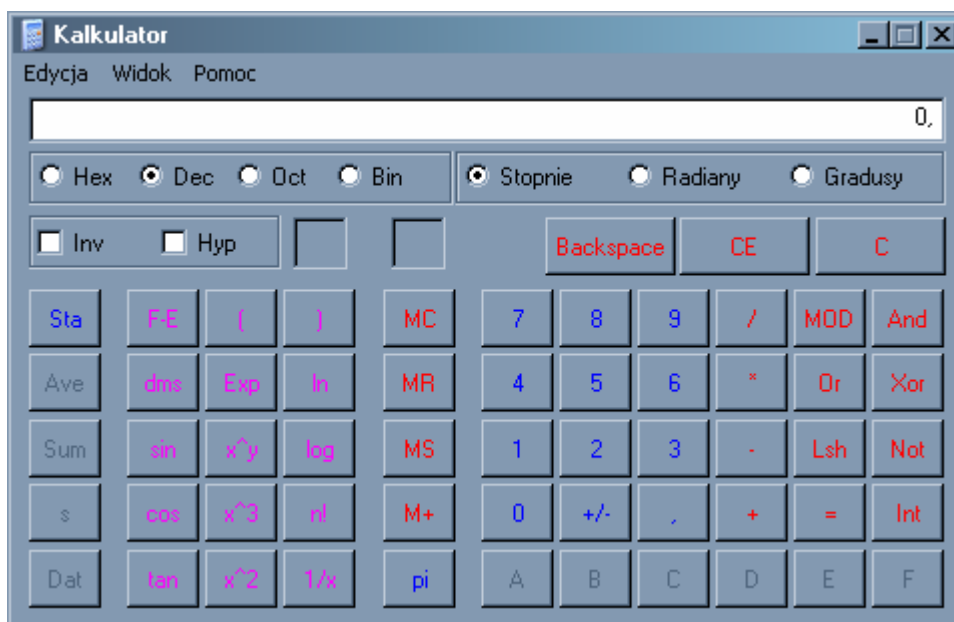 Kalkulator
Edycja Widok Pomoc
0,
Hex Dec Oct Bin Stopnie Radiany Gradusy
Inv Hyp Backspace CE C
Sta F-E ( ) MC 7 8 9 / MOD And
Ave dms Exp ln MR 4 5 6 * Or Xor
Sum sin x^y log MS 1 2 3 - Lsh Not
s cos x^3 n! M+ 0 +/- , + = Int
Dat tan x^2 1/x pi A B C D E F